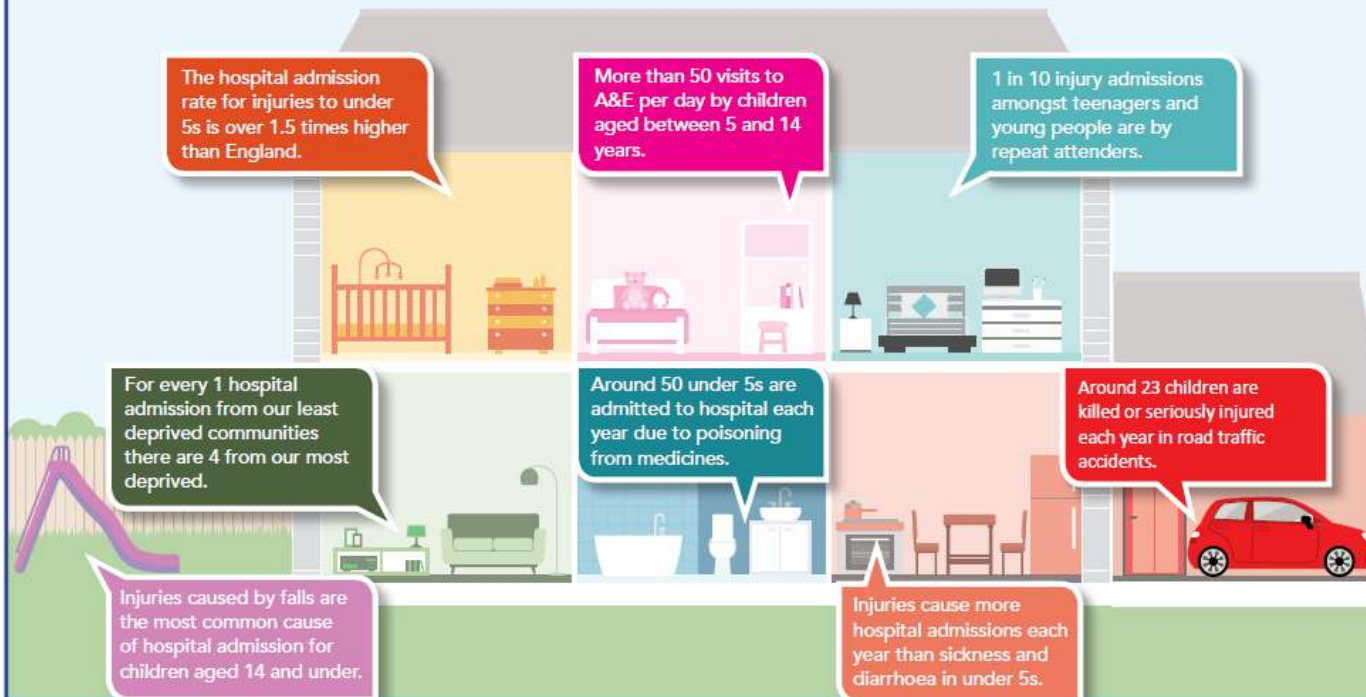 The hospital admission
rate for injuries to under
5s is over 1.5 times higher
than England.
More than 50 visits to
A&E per day by children
aged between 5 and 14
years.
1 in 10 injury admissions
amongst teenagers and
young people are by
repeat attenders.
For every 1 hospital
admission from our least
deprived communities
there are 4 from our most
deprived.
Around 50 under 5s are
admitted to hospital each
year due to poisoning
from medicines.
Around 23 children are
killed or seriously injured
each year in road traffic
accidents.
Injuries caused by falls are
the most common cause
of hospital admission for
children aged 14 and under.
Injuries cause more
hospital admissions each
year than sickness and
diarrhoea in under 5s.